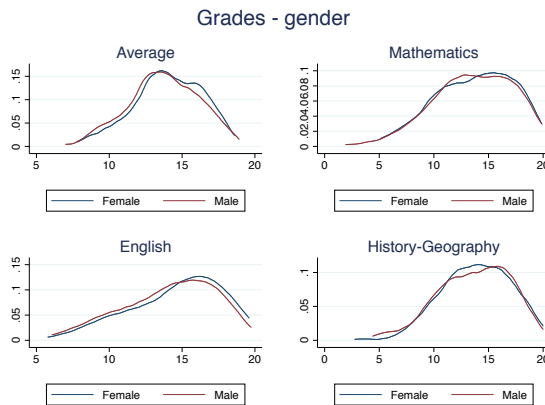 Grades - gender
Average
0 .05 .1 .15
5 10 15 20
Female Male
Mathematics
0 .02 .04 .06 .08 .1
0 5 10 15 20
Female Male
English
0 .05 .1 .15
5 10 15 20
Female Male
History-Geography
0 .05 .1
0 5 10 15 20
Female Male